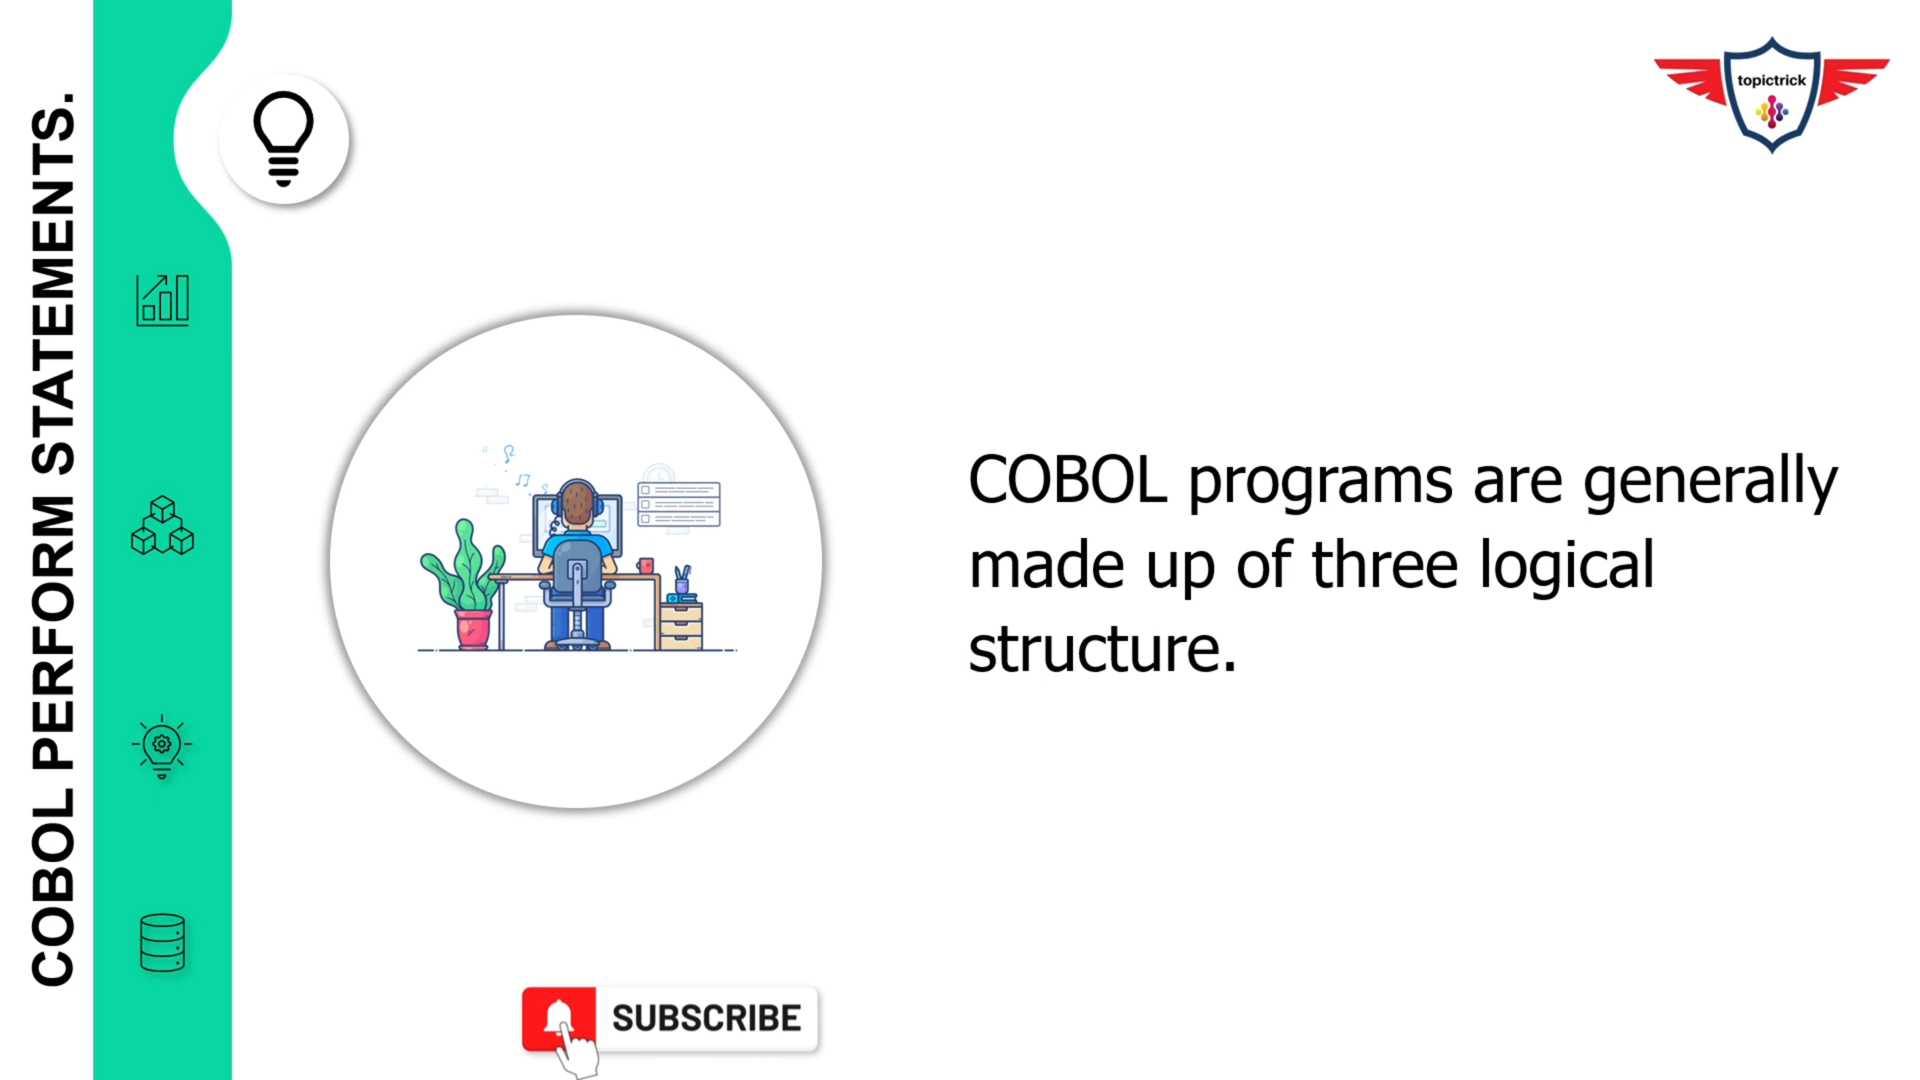 COBOL PERFORM STATEMENTS.
topictrick
COBOL programs are generally
made up of three logical
structure.
SUBSCRIBE